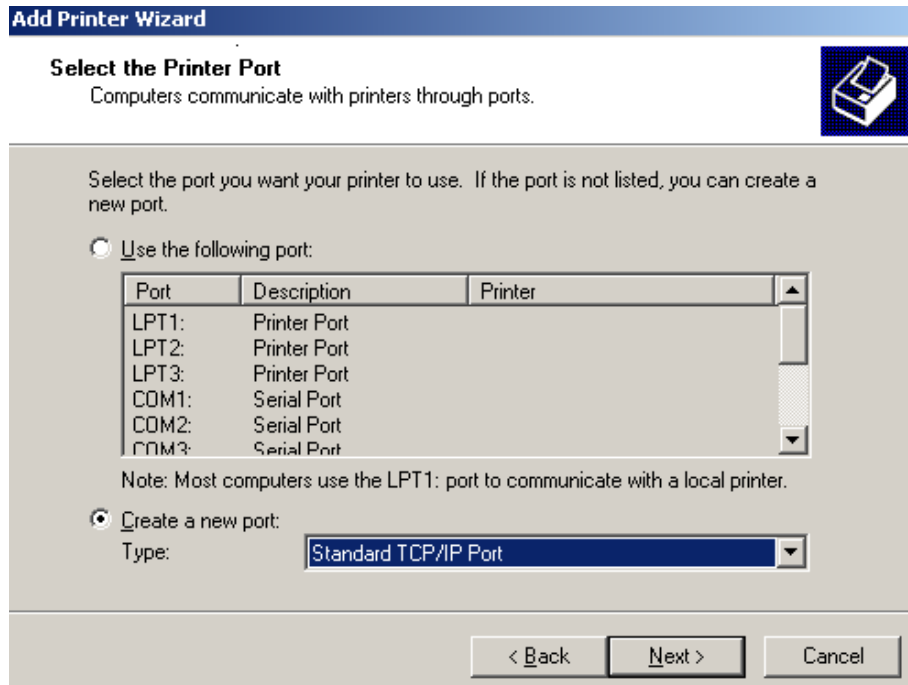 Add Printer Wizard
Select the Printer Port
Computers communicate with printers through ports.
Select the port you want your printer to use.  If the port is not listed, you can create a
new port.
Use the following port:
Port Description Printer
LPT1: Printer Port
LPT2: Printer Port
LPT3: Printer Port
COM1: Serial Port
COM2: Serial Port
COM3: Serial Port
Note: Most computers use the LPT1: port to communicate with a local printer.
Create a new port:
Type: Standard TCP/IP Port
< Back Next > Cancel